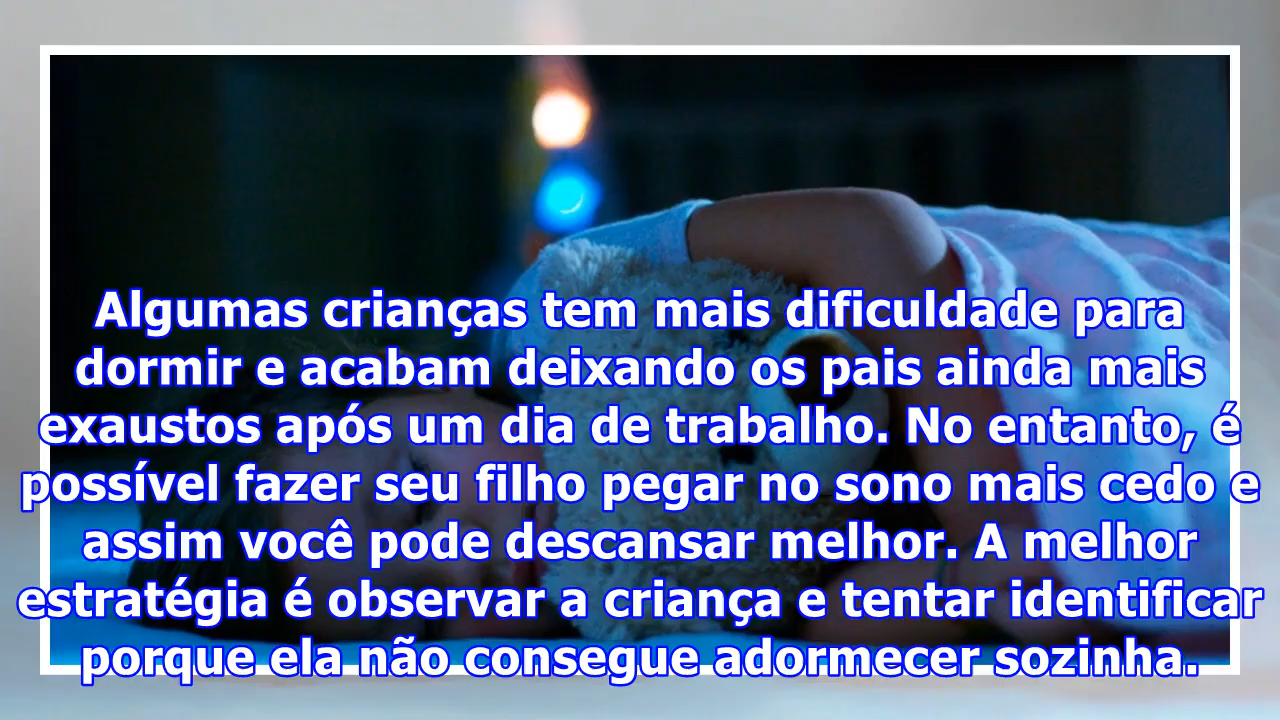 Algumas crianças tem mais dificuldade para
dormir e acabam deixando os pais ainda mais
exaustos após um dia de trabalho. No entanto, é
possível fazer seu filho pegar no sono mais cedo e
assim você pode descansar melhor. A melhor
estratégia é observar a criança e tentar identificar
porque ela não consegue adormecer sozinha.